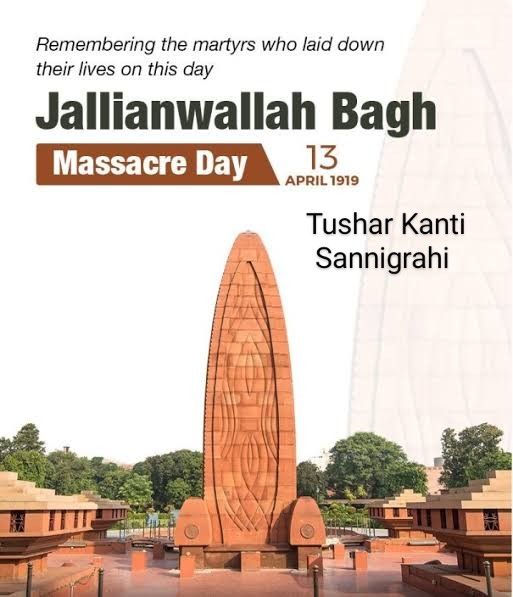 Remembering the martyrs who laid down
their lives on this day
Jallianwallah Bagh
Massacre Day
13
APRIL 1919
Tushar Kanti
Sannigrahi